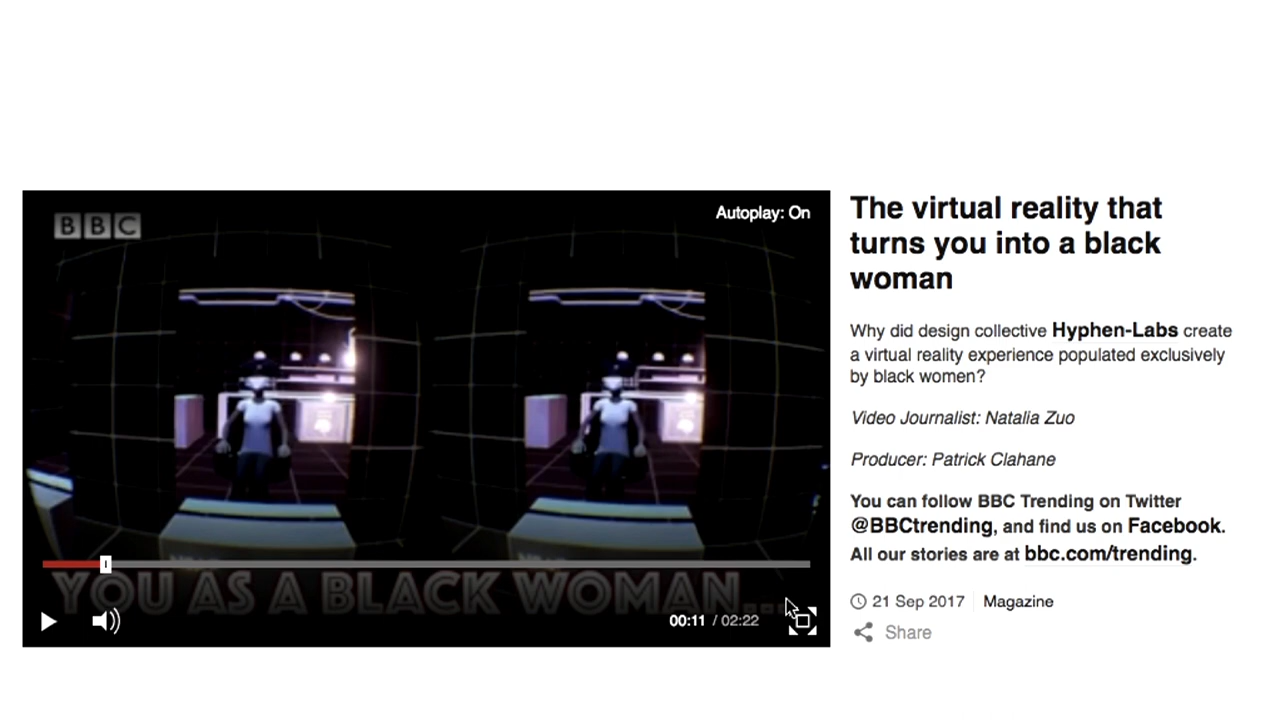 BBC
Autoplay: On
YOU AS A BLACK WOMAN...
00:11 / 02:22
The virtual reality that
turns you into a black
woman
Why did design collective Hyphen-Labs create
a virtual reality experience populated exclusively
by black women?
Video Journalist: Natalia Zuo
Producer: Patrick Clahane
You can follow BBC Trending on Twitter
@BBCtrending, and find us on Facebook.
All our stories are at bbc.com/trending.
21 Sep 2017 Magazine
Share